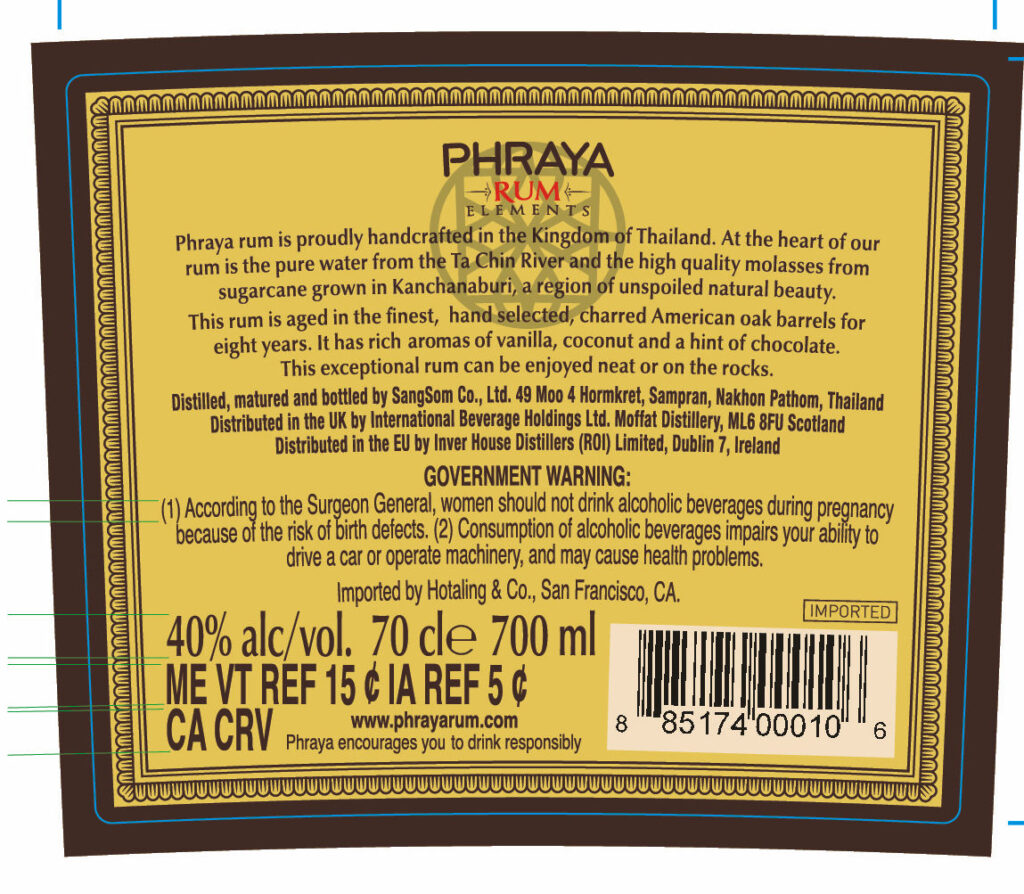 PHRAYA
RUM
ELEMENTS
Phraya rum is proudly handcrafted in the Kingdom of Thailand. At the heart of our
rum is the pure water from the Ta Chin River and the high quality molasses from
sugarcane grown in Kanchanaburi, a region of unspoiled natural beauty.
This rum is aged in the finest, hand selected, charred American oak barrels for
eight years. It has rich aromas of vanilla, coconut and a hint of chocolate.
This exceptional rum can be enjoyed neat or on the rocks.
Distilled, matured and bottled by SangSom Co., Ltd. 49 Moo 4 Hormkret, Sampran, Nakhon Pathom, Thailand
Distributed in the UK by International Beverage Holdings Ltd. Moffat Distillery, ML6 8FU Scotland
Distributed in the EU by Inver House Distillers (ROI) Limited, Dublin 7, Ireland
GOVERNMENT WARNING:
(1) According to the Surgeon General, women should not drink alcoholic beverages during pregnancy
because of the risk of birth defects. (2) Consumption of alcoholic beverages impairs your ability to
drive a car or operate machinery, and may cause health problems.
Imported by Hotaling & Co., San Francisco, CA.
IMPORTED
40% alc/vol. 70 cl℮ 700 ml
ME VT REF 15 ¢ IA REF 5 ¢
CA CRV
www.phrayarum.com
Phraya encourages you to drink responsibly
8 85174 00010 6